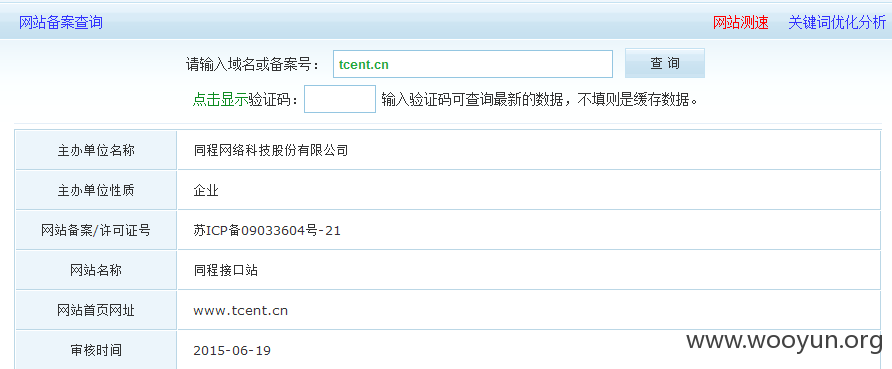 网站备案查询 网站测速 关键词优化分析
请输入域名或备案号： tcent.cn 查 询
点击显示验证码： 输入验证码可查询最新的数据，不填则是缓存数据。
主办单位名称 同程网络科技股份有限公司
主办单位性质 企业
网站备案/许可证号 苏ICP备09033604号-21
网站名称 同程接口站
网站首页网址 www.tcent.cn
审核时间 2015-06-19
www.wooyun.org